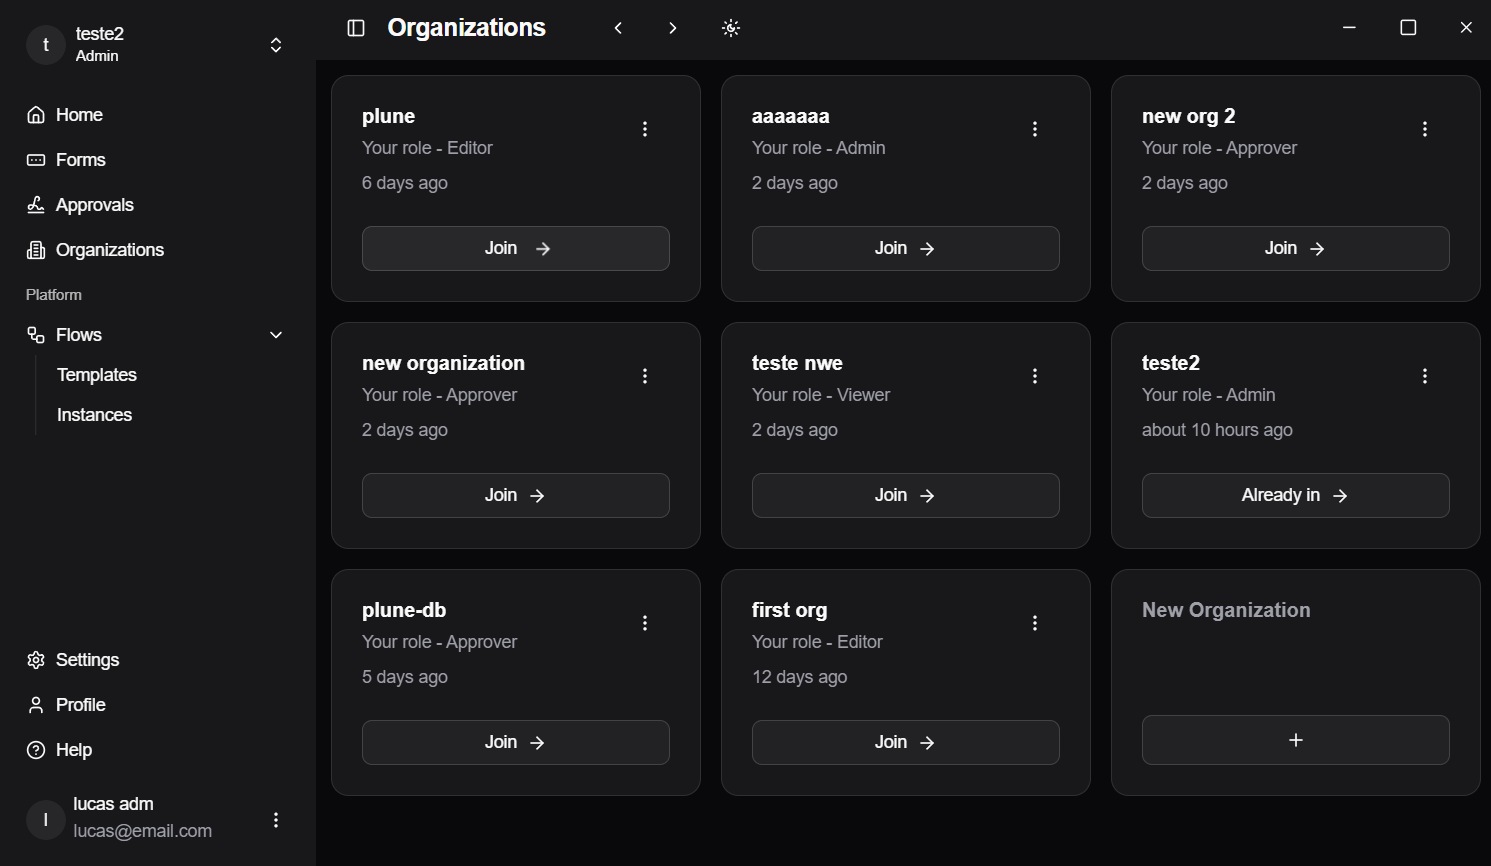 t
teste2
Admin
Home
Forms
Approvals
Organizations
Platform
Flows
Templates
Instances
Settings
Profile
Help
l
lucas adm
lucas@email.com
Organizations
plune
Your role - Editor
6 days ago
Join
aaaaaaa
Your role - Admin
2 days ago
Join
new org 2
Your role - Approver
2 days ago
Join
new organization
Your role - Approver
2 days ago
Join
teste nwe
Your role - Viewer
2 days ago
Join
teste2
Your role - Admin
about 10 hours ago
Already in
plune-db
Your role - Approver
5 days ago
Join
first org
Your role - Editor
12 days ago
Join
New Organization